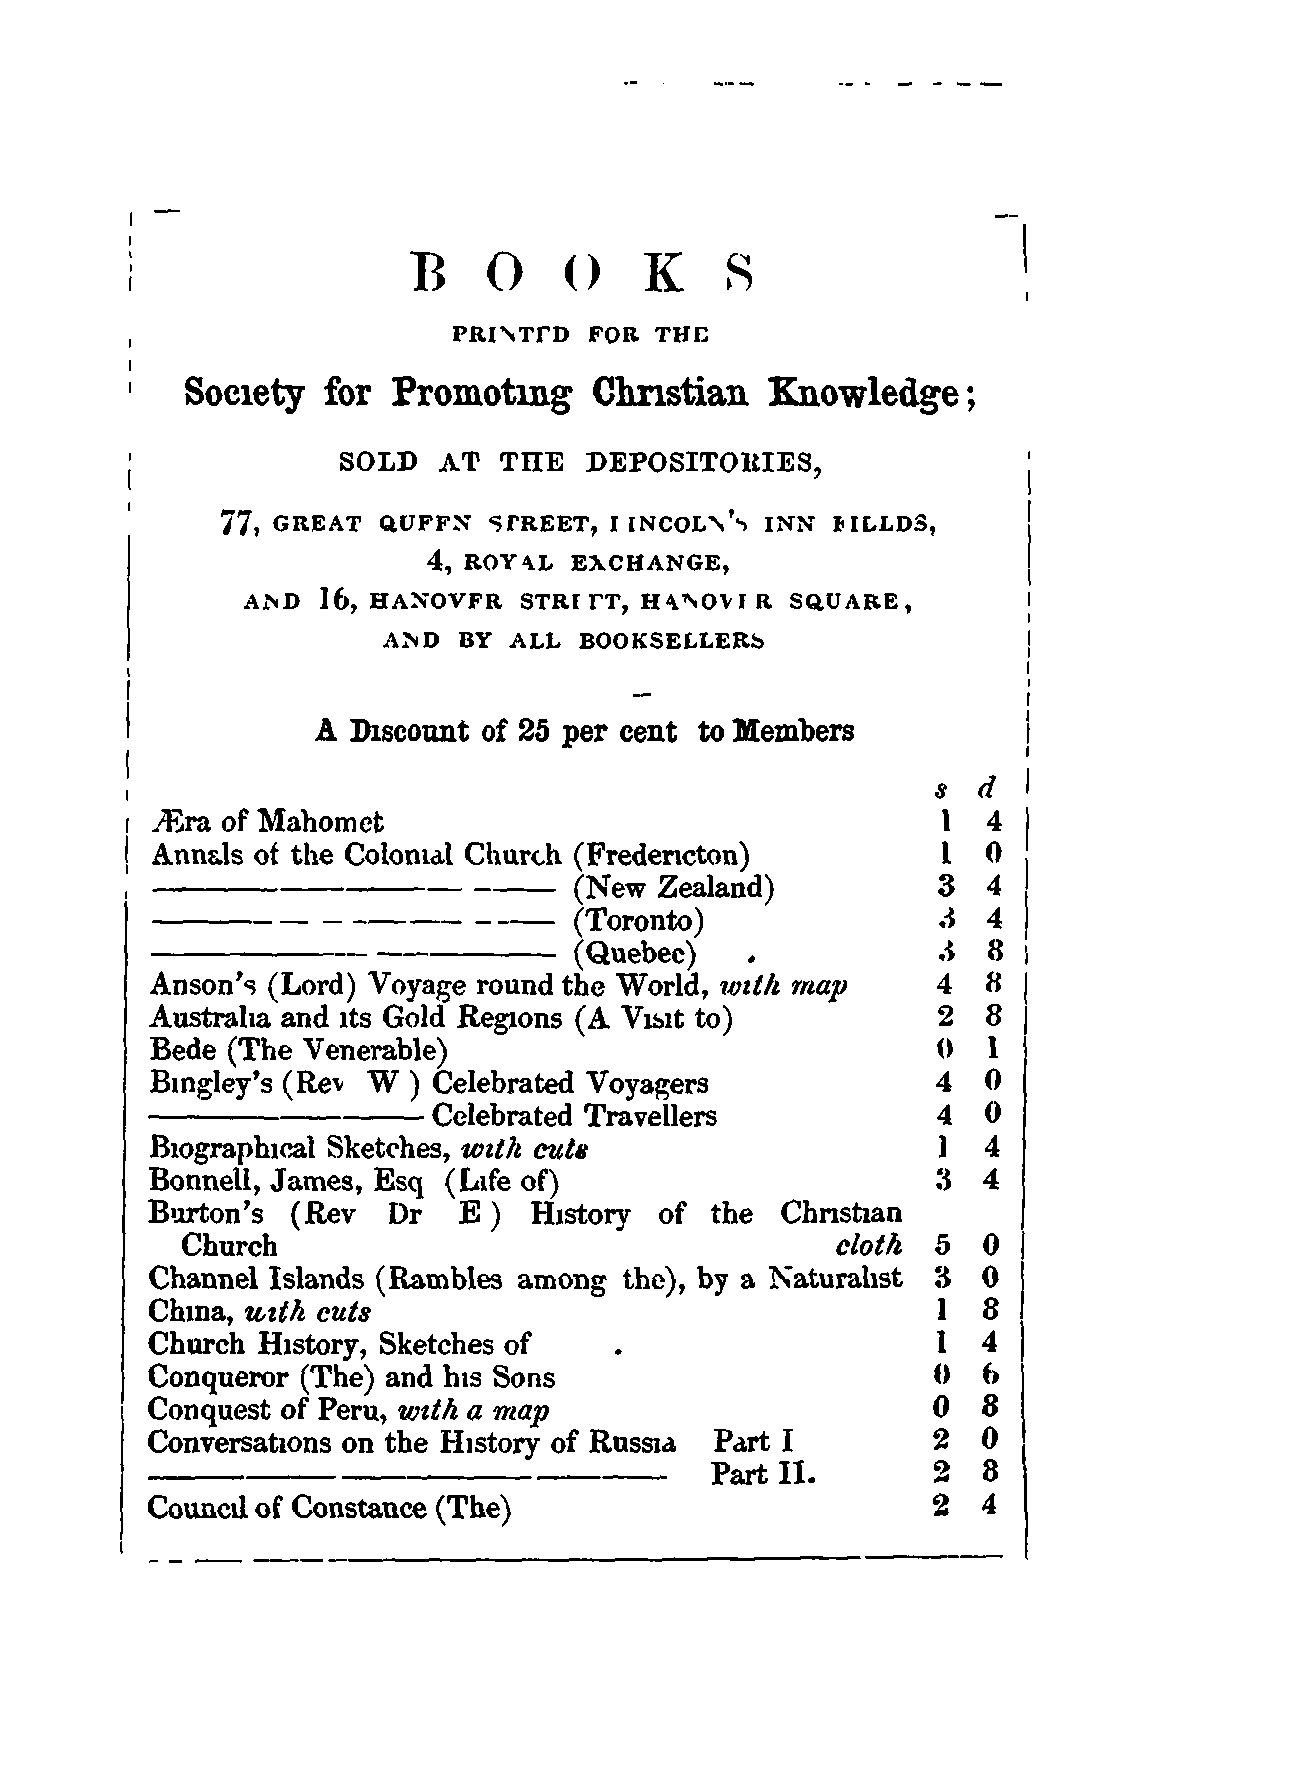 BOOKS
PRINTED FOR THE
Society for Promoting Christian Knowledge;
SOLD AT THE DEPOSITORIES,
77, GREAT QUEEN STREET, LINCOLN'S INN FIELDS,
4, ROYAL EXCHANGE,
AND 16, HANOVER STREET, HANOVER SQUARE,
AND BY ALL BOOKSELLERS
A Discount of 25 per cent to Members
s d
Æra of Mahomet 1 4
Annals of the Colonial Church (Fredericton) 1 0
——— (New Zealand) 3 4
——— (Toronto) 3 4
——— (Quebec) . 3 8
Anson's (Lord) Voyage round the World, with map 4 8
Australia and its Gold Regions (A Visit to) 2 8
Bede (The Venerable) 0 1
Bingley's (Rev W ) Celebrated Voyagers 4 0
——— Celebrated Travellers 4 0
Biographical Sketches, with cuts 1 4
Bonnell, James, Esq (Life of) 3 4
Burton's (Rev Dr E ) History of the Christian
Church cloth 5 0
Channel Islands (Rambles among the), by a Naturalist 3 0
China, with cuts 1 8
Church History, Sketches of . 1 4
Conqueror (The) and his Sons 0 6
Conquest of Peru, with a map 0 8
Conversations on the History of Russia Part I 2 0
——— Part II. 2 8
Council of Constance (The) 2 4